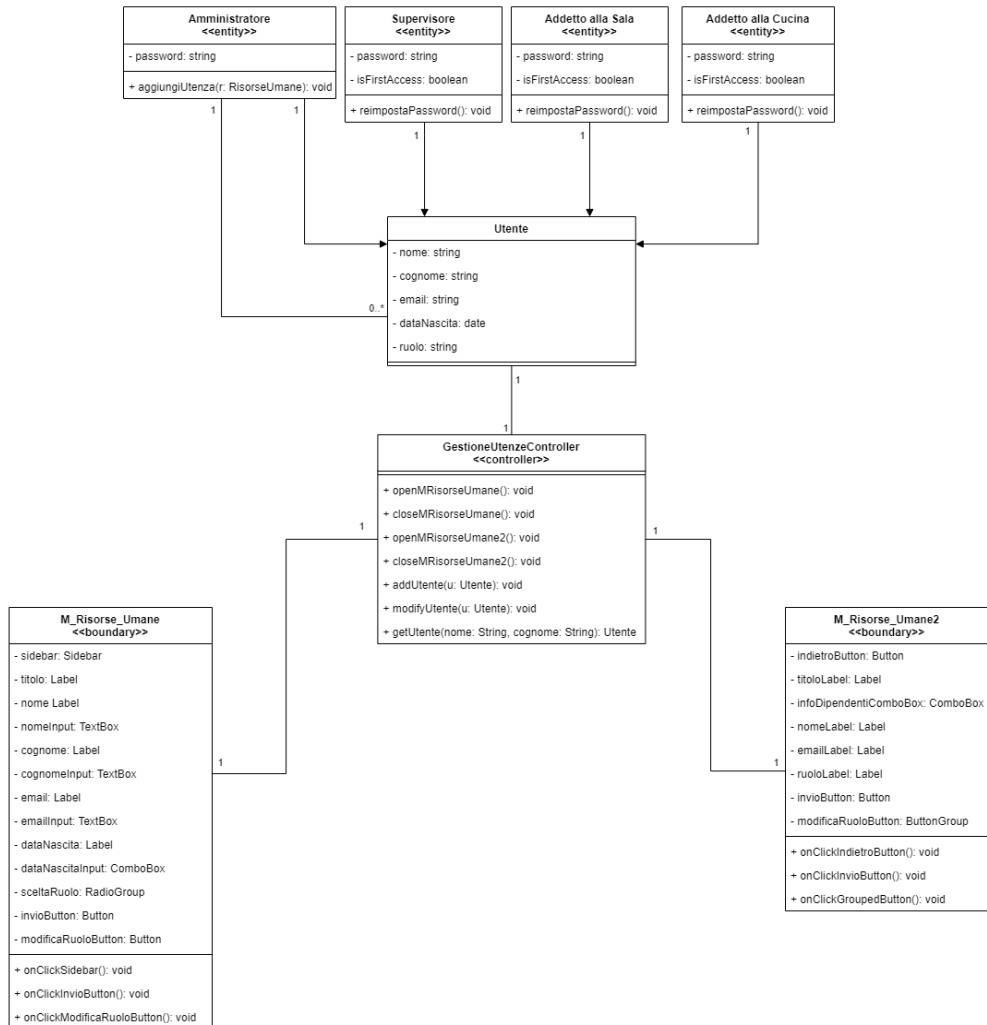 Amministratore
<<entity>>
- password: string
+ aggiungiUtenza(r: RisorseUmane): void
Supervisore
<<entity>>
- password: string
- isFirstAccess: boolean
+ reimpostaPassword(): void
Addetto alla Sala
<<entity>>
- password: string
- isFirstAccess: boolean
+ reimpostaPassword(): void
Addetto alla Cucina
<<entity>>
- password: string
- isFirstAccess: boolean
+ reimpostaPassword(): void
1
1
1
1
1
Utente
- nome: string
- cognome: string
- email: string
- dataNascita: date
- ruolo: string
0..*
1
1
GestioneUtenzeController
<<controller>>
+ openMRisorseUmane(): void
+ closeMRisorseUmane(): void
+ openMRisorseUmane2(): void
+ closeMRisorseUmane2(): void
+ addUtente(u: Utente): void
+ modifyUtente(u: Utente): void
+ getUtente(nome: String, cognome: String): Utente
1
1
M_Risorse_Umane
<<boundary>>
- sidebar: Sidebar
- titolo: Label
- nome Label
- nomeInput: TextBox
- cognome: Label
- cognomeInput: TextBox
- email: Label
- emailInput: TextBox
- dataNascita: Label
- dataNascitaInput: ComboBox
- sceltaRuolo: RadioGroup
- invioButton: Button
- modificaRuoloButton: Button
+ onClickSidebar(): void
+ onClickInvioButton(): void
+ onClickModificaRuoloButton(): void
1
1
M_Risorse_Umane2
<<boundary>>
- indietroButton: Button
- titoloLabel: Label
- infoDipendentiComboBox: ComboBox
- nomeLabel: Label
- emailLabel: Label
- ruoloLabel: Label
- invioButton: Button
- modificaRuoloButton: ButtonGroup
+ onClickIndietroButton(): void
+ onClickInvioButton(): void
+ onClickGroupedButton(): void